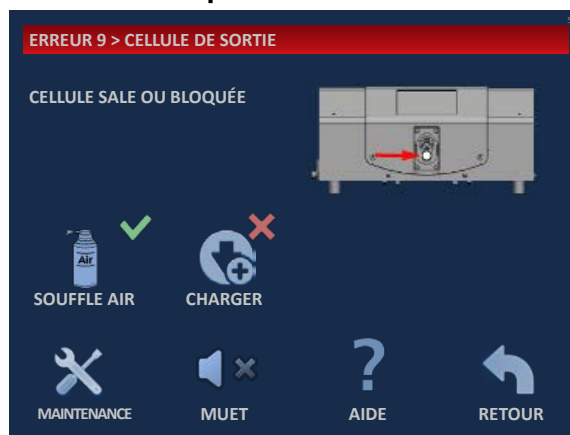 ERREUR 9 > CELLULE DE SORTIE
CELLULE SALE OU BLOQUÉE
Air
SOUFFLE AIR CHARGER
MAINTENANCE MUET AIDE RETOUR